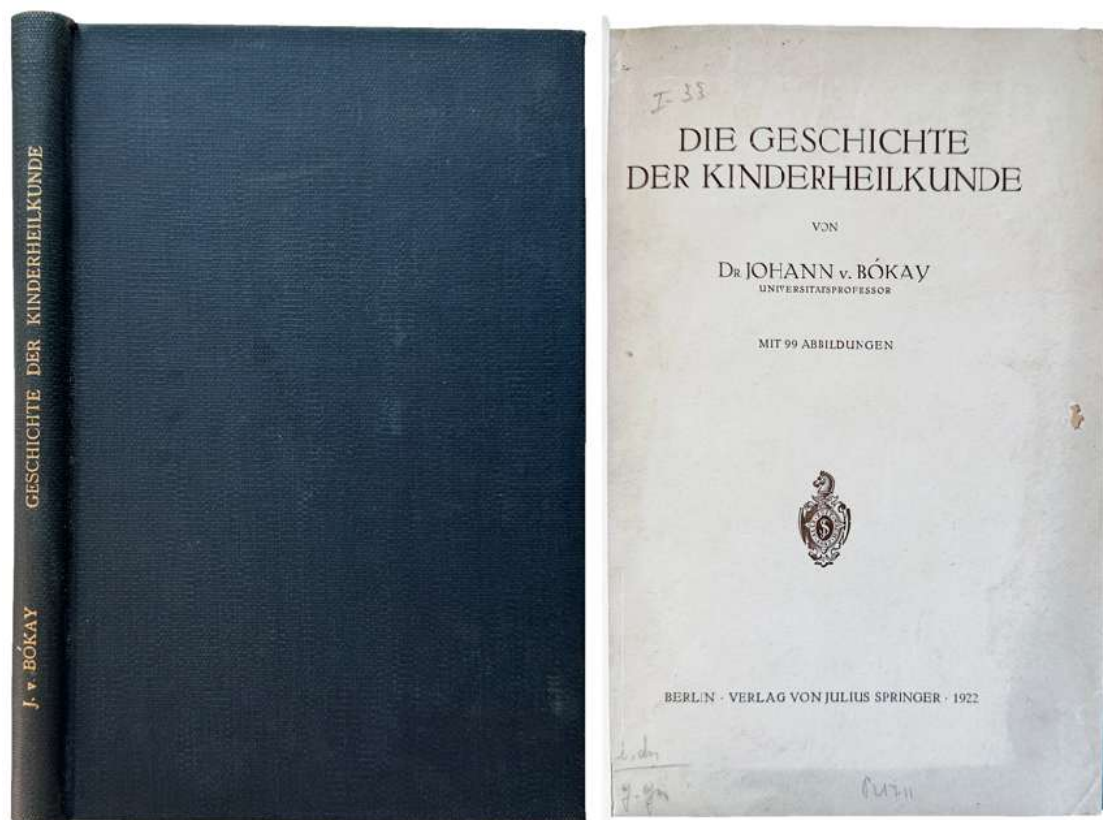 J. v. BÓKAY GESCHICHTE DER KINDERHEILKUNDE
I-33
DIE GESCHICHTE
DER KINDERHEILKUNDE
VON
DR JOHANN v. BÓKAY
UNIVERSITÄTSPROFESSOR
MIT 99 ABBILDUNGEN
BERLIN · VERLAG VON JULIUS SPRINGER · 1922